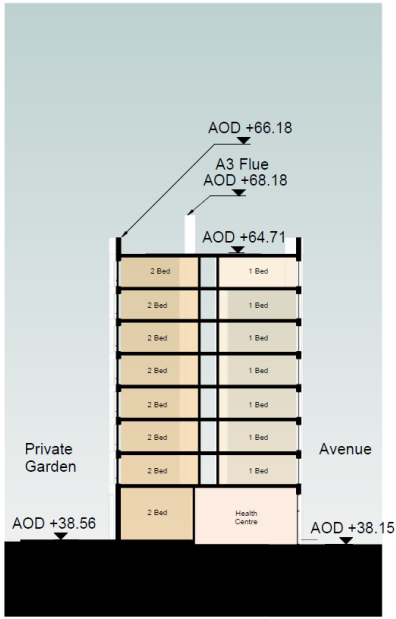 AOD +66.18
A3 Flue
AOD +68.18
AOD +64.71
2 Bed 1 Bed
2 Bed 1 Bed
2 Bed 1 Bed
2 Bed 1 Bed
2 Bed 1 Bed
2 Bed 1 Bed
2 Bed 1 Bed
Private
Garden
Avenue
2 Bed
Health
Centre
AOD +38.56
AOD +38.15